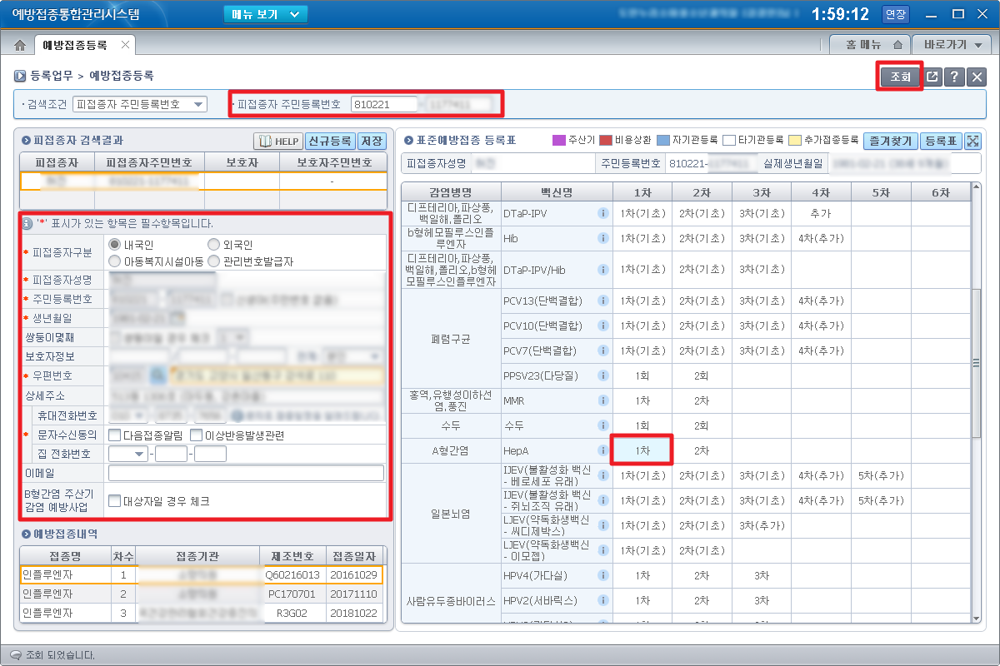 예방접종통합관리시스템 메뉴 보기 1:59:12 연장
예방접종등록 홈 메뉴 바로가기
등록업무 > 예방접종등록 조회 ?
·검색조건 피접종자 주민등록번호 ·피접종자 주민등록번호 810221 -
피접종자 검색결과 HELP 신규등록 저장
피접종자 피접종자주민번호 보호자 보호자주민번호
-
'*' 표시가 있는 항목은 필수항목입니다.
* 피접종자구분 내국인 외국인
아동복지시설아동 관리번호발급자
* 피접종자성명
* 주민등록번호
* 생년월일
쌍둥이몇째
보호자정보
* 우편번호
상세주소
휴대전화번호
* 문자수신동의 다음접종알림 이상반응발생관련
집 전화번호 - -
이메일
B형간염 주산기
감염 예방사업 대상자일 경우 체크
예방접종내역
접종명 차수 접종기관 제조번호 접종일자
인플루엔자 1 Q60216013 20161029
인플루엔자 2 PC170701 20171110
인플루엔자 3 R3G02 20181022
표준예방접종 등록표 주산기 비용상환 자기관등록 타기관등록 추가접종등록 즐겨찾기 등록표
피접종자성명 주민등록번호 810221- 실제생년월일
감염병명 백신명 1차 2차 3차 4차 5차 6차
디프테리아,파상풍,
백일해,폴리오 DTaP-IPV 1차(기초) 2차(기초) 3차(기초) 추가
b형헤모필루스인플
루엔자 Hib 1차(기초) 2차(기초) 3차(기초) 4차(추가)
디프테리아,파상풍,
백일해,폴리오,b형헤
모필루스인플루엔자 DTaP-IPV/Hib 1차(기초) 2차(기초) 3차(기초)
폐렴구균
PCV13(단백결합) 1차(기초) 2차(기초) 3차(기초) 4차(추가)
PCV10(단백결합) 1차(기초) 2차(기초) 3차(기초) 4차(추가)
PCV7(단백결합) 1차(기초) 2차(기초) 3차(기초) 4차(추가)
PPSV23(다당질) 1회 2회
홍역,유행성이하선
염,풍진 MMR 1차 2차
수두 수두 1회 2회
A형간염 HepA 1차 2차
일본뇌염
IJEV(불활성화 백신
- 베로세포 유래) 1차(기초) 2차(기초) 3차(기초) 4차(추가) 5차(추가)
IJEV(불활성화 백신
- 쥐뇌조직 유래) 1차(기초) 2차(기초) 3차(기초) 4차(추가) 5차(추가)
LJEV(약독화생백신
- 씨디제박스) 1차(기초) 2차(기초) 3차(추가)
LJEV(약독화생백신
- 이모젭) 1차(기초) 2차(기초)
사람유두종바이러스
HPV4(가다실) 1차 2차 3차
HPV2(서바릭스) 1차 2차 3차
조회 되었습니다.